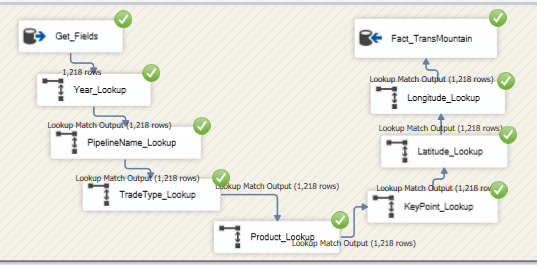 Get_Fields
1,218 rows
Year_Lookup
Lookup Match Output (1,218 rows)
PipelineName_Lookup
Lookup Match Output (1,218 rows)
TradeType_Lookup
Lookup Match Output (1,218 rows)
Product_Lookup
Lookup Match Output (1,218 rows)
KeyPoint_Lookup
Lookup Match Output (1,218 row
Latitude_Lookup
Lookup Match Output (1,218 rows)
Longitude_Lookup
Lookup Match Output (1,218 rows)
Fact_TransMountain